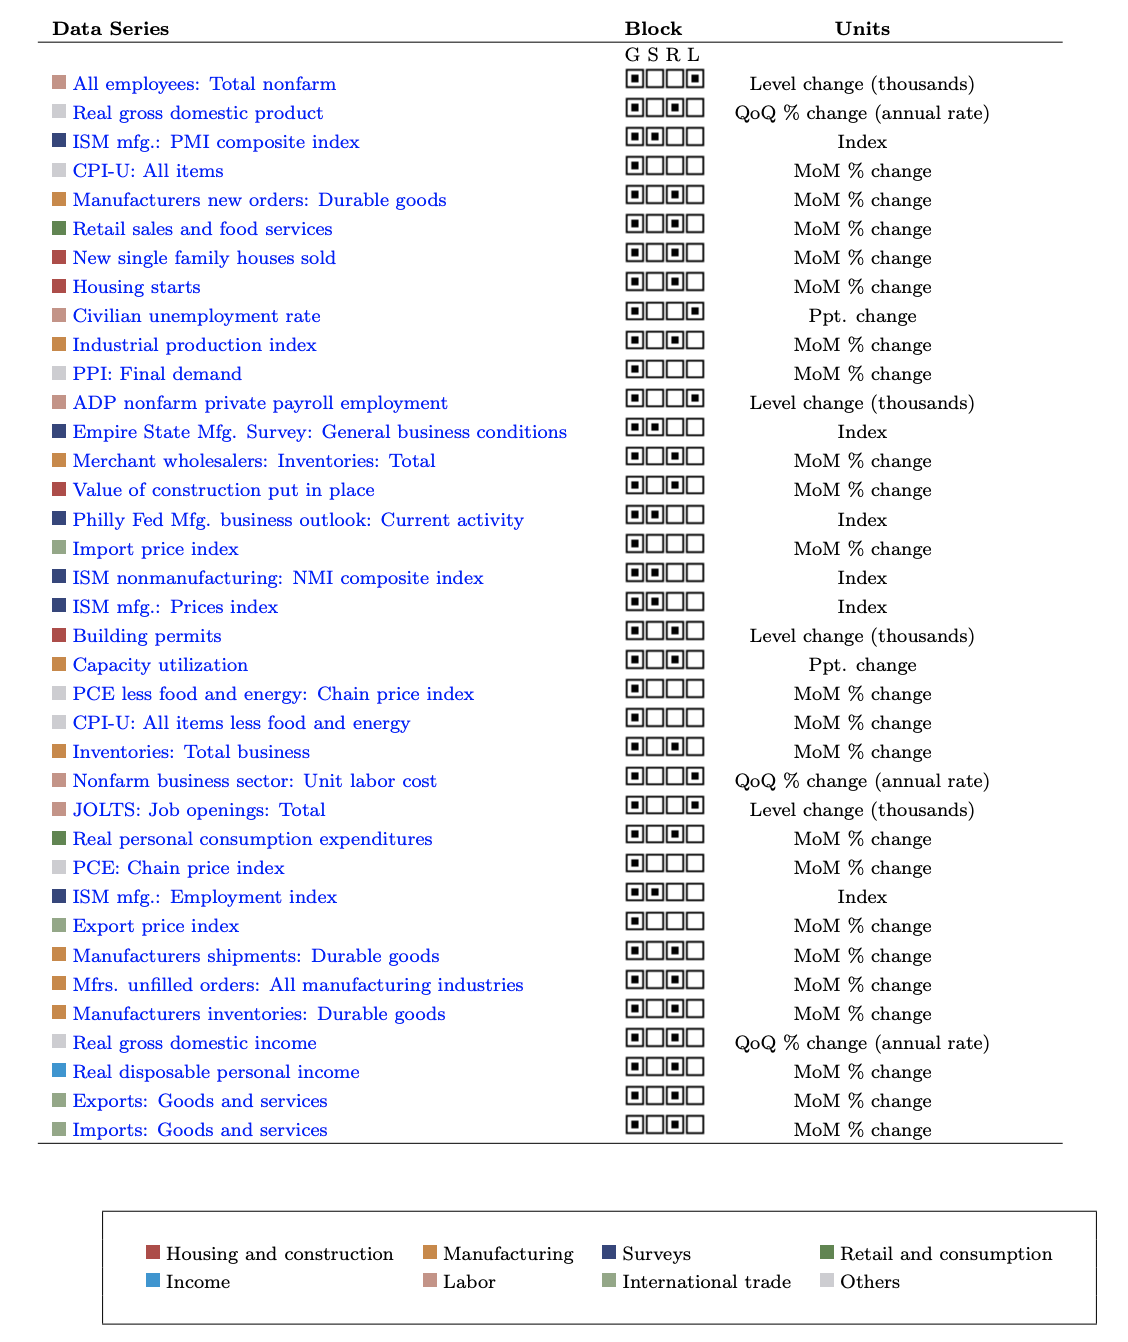 Data Series Block Units
G S R L
All employees: Total nonfarm Level change (thousands)
Real gross domestic product QoQ % change (annual rate)
ISM mfg.: PMI composite index Index
CPI-U: All items MoM % change
Manufacturers new orders: Durable goods MoM % change
Retail sales and food services MoM % change
New single family houses sold MoM % change
Housing starts MoM % change
Civilian unemployment rate Ppt. change
Industrial production index MoM % change
PPI: Final demand MoM % change
ADP nonfarm private payroll employment Level change (thousands)
Empire State Mfg. Survey: General business conditions Index
Merchant wholesalers: Inventories: Total MoM % change
Value of construction put in place MoM % change
Philly Fed Mfg. business outlook: Current activity Index
Import price index MoM % change
ISM nonmanufacturing: NMI composite index Index
ISM mfg.: Prices index Index
Building permits Level change (thousands)
Capacity utilization Ppt. change
PCE less food and energy: Chain price index MoM % change
CPI-U: All items less food and energy MoM % change
Inventories: Total business MoM % change
Nonfarm business sector: Unit labor cost QoQ % change (annual rate)
JOLTS: Job openings: Total Level change (thousands)
Real personal consumption expenditures MoM % change
PCE: Chain price index MoM % change
ISM mfg.: Employment index Index
Export price index MoM % change
Manufacturers shipments: Durable goods MoM % change
Mfrs. unfilled orders: All manufacturing industries MoM % change
Manufacturers inventories: Durable goods MoM % change
Real gross domestic income QoQ % change (annual rate)
Real disposable personal income MoM % change
Exports: Goods and services MoM % change
Imports: Goods and services MoM % change
Housing and construction Manufacturing Surveys Retail and consumption
Income Labor International trade Others